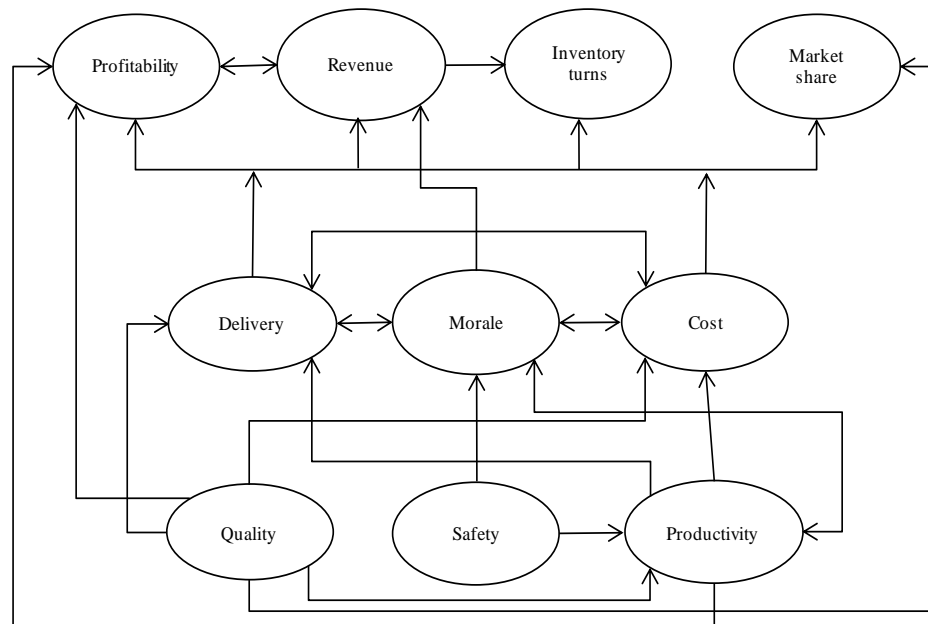 Profitability
Revenue
Inventory
turns
Market
share
Delivery
Morale
Cost
Quality
Safety
Productivity